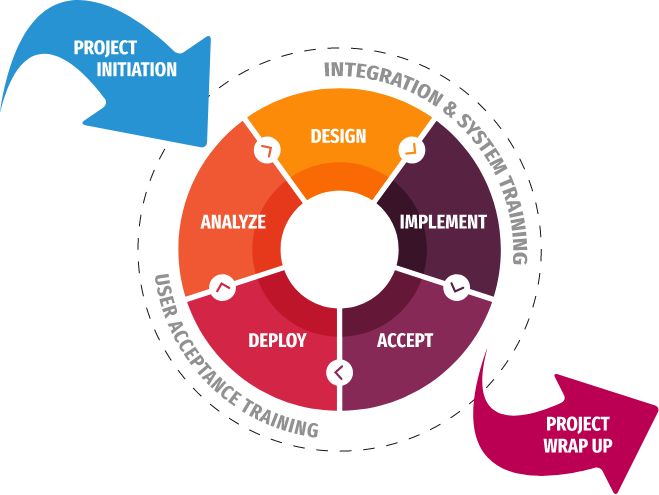 PROJECT
INITIATION
INTEGRATION & SYSTEM TRAINING
DESIGN
ANALYZE
IMPLEMENT
DEPLOY
ACCEPT
USER ACCEPTANCE TRAINING
PROJECT
WRAP UP